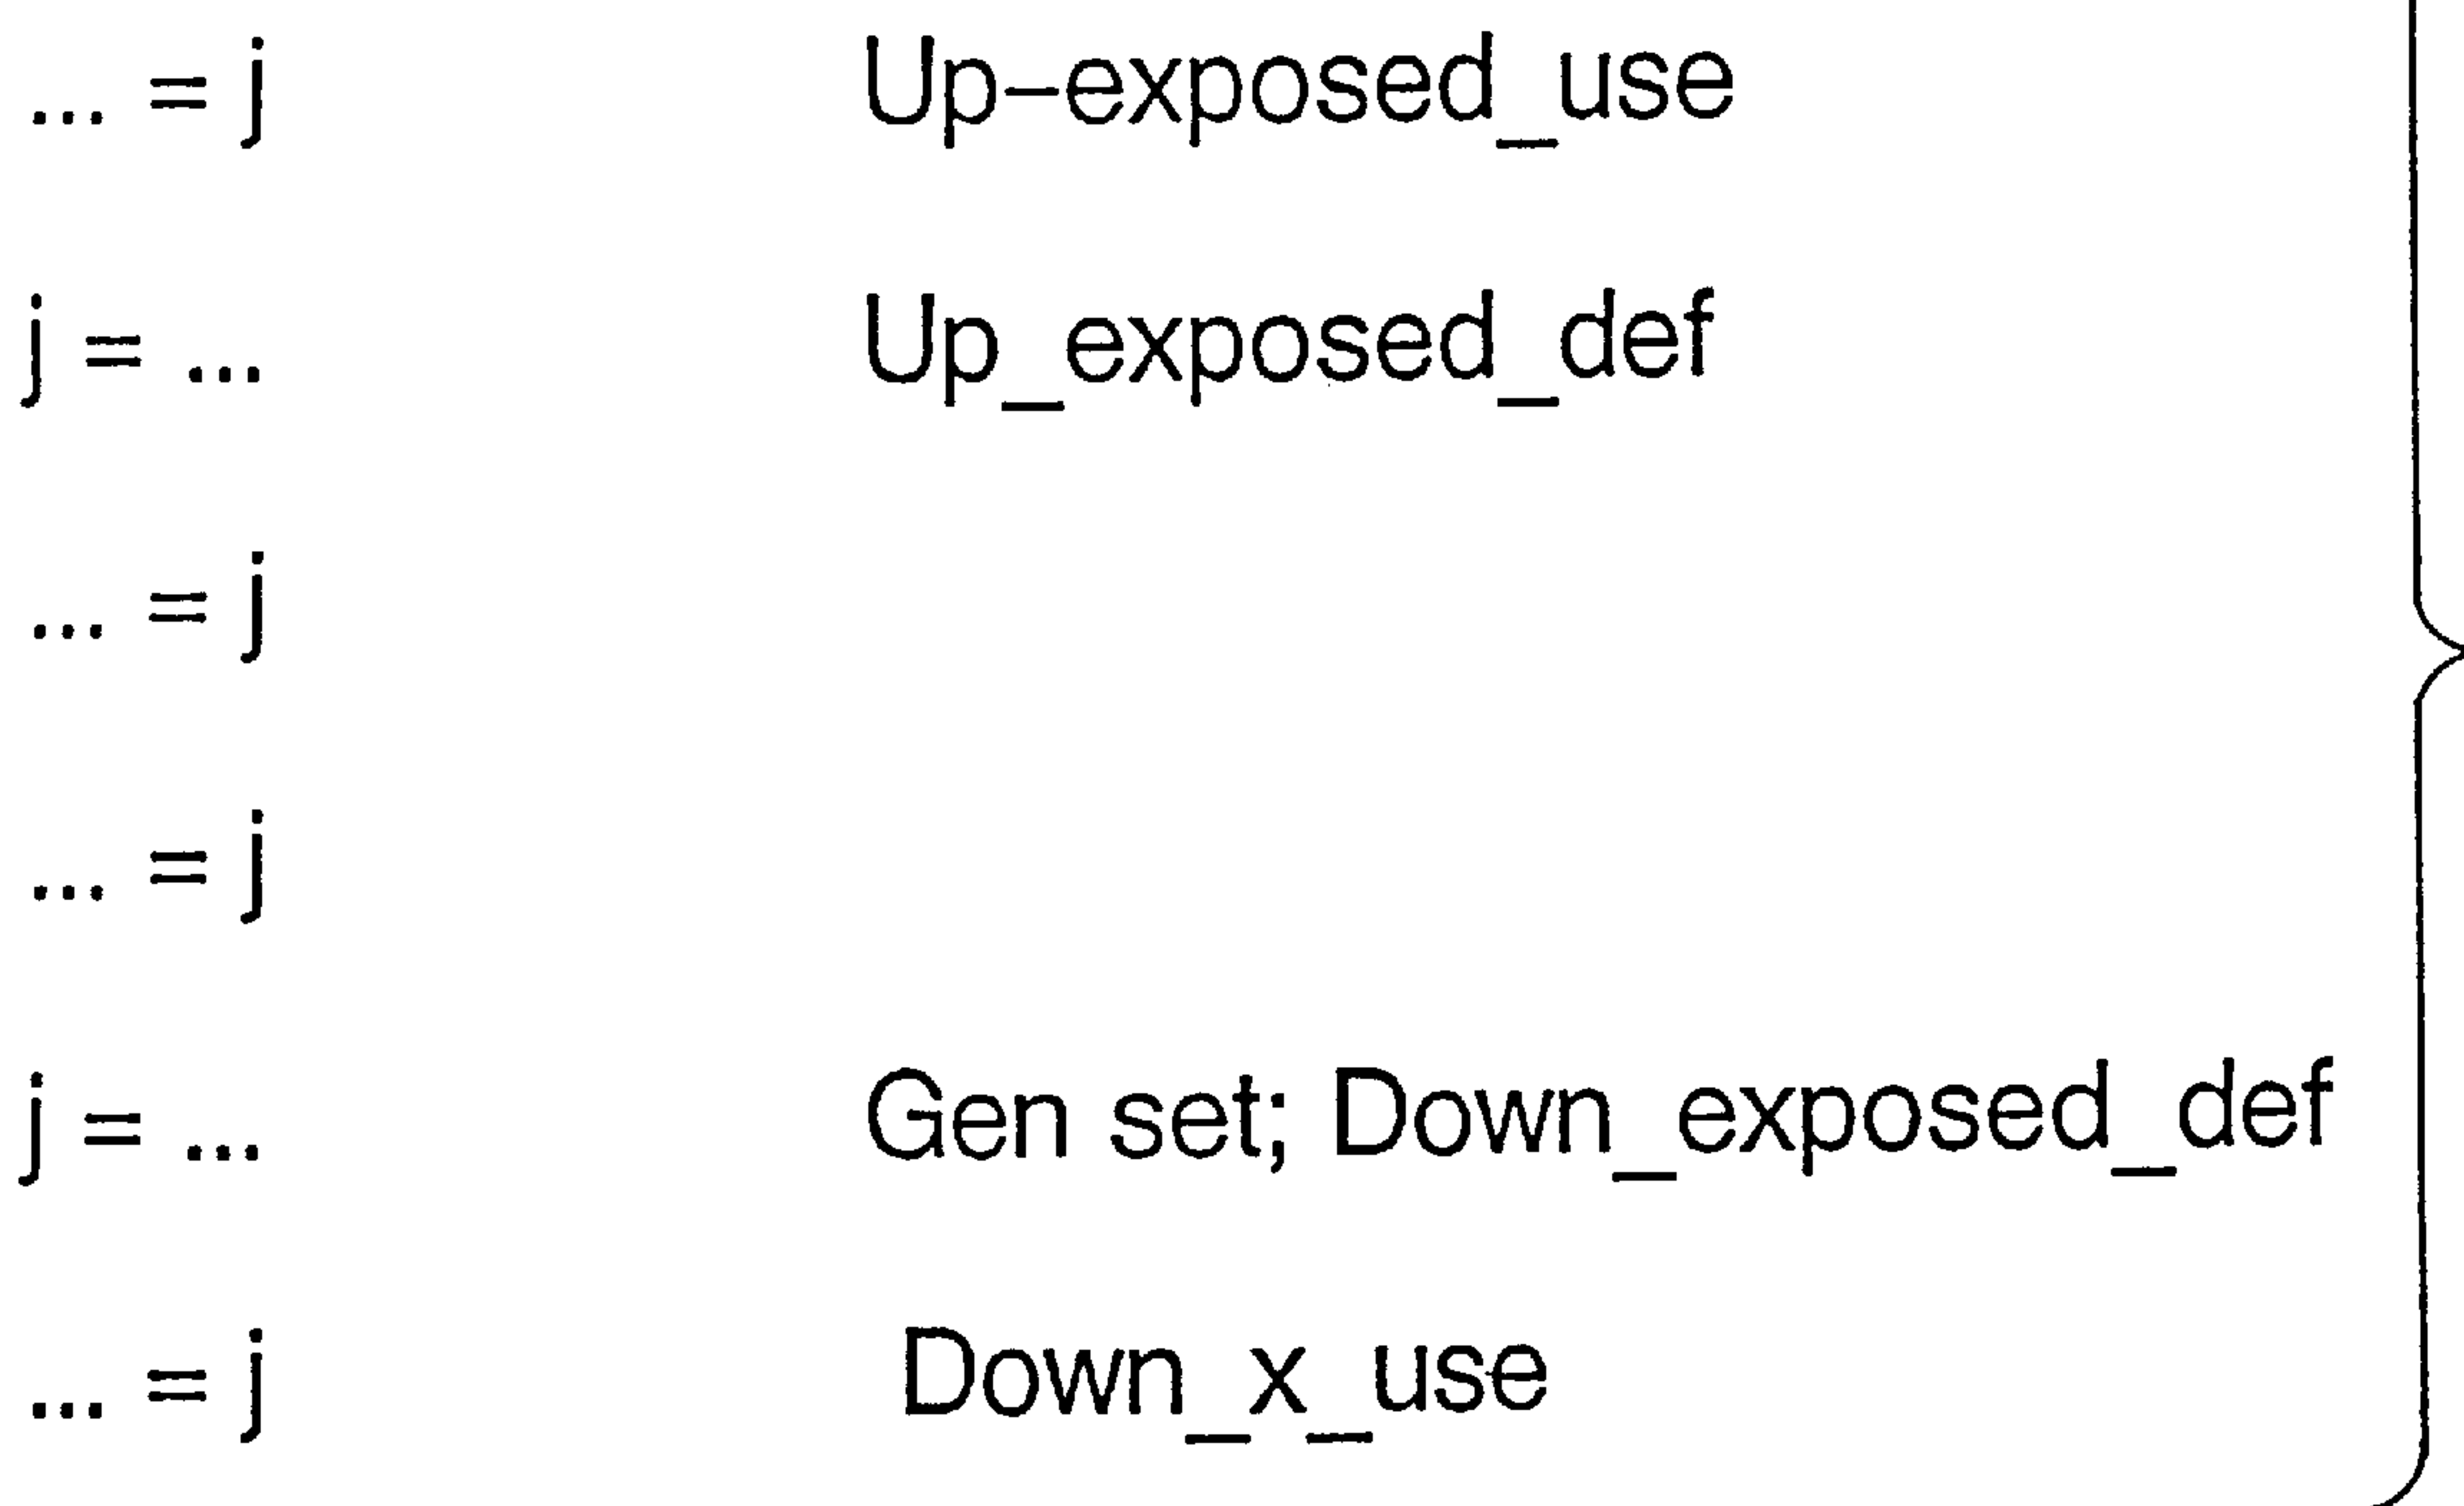 ... = j Up-exposed_use
j = ... Up_exposed_def
... = j
... = j
j = ... Gen set; Down_exposed_def
... = j Down_x_use